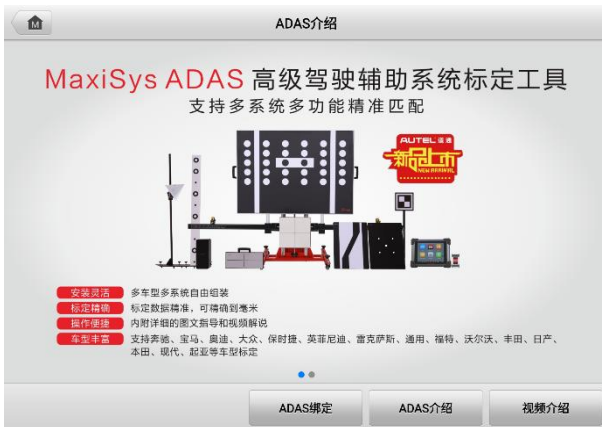 ADAS介绍
MaxiSys ADAS 高级驾驶辅助系统标定工具
支持多系统多功能精准匹配
AUTEL 道通
新品上市
NEW ARRIVAL
安装灵活 多车型多系统自由组装
标定精确 标定数据精准，可精确到毫米
操作便捷 内附详细的图文指导和视频解说
车型丰富 支持奔驰、宝马、奥迪、大众、保时捷、英菲尼迪、雷克萨斯、通用、福特、沃尔沃、丰田、日产、
本田、现代、起亚等车型标定
ADAS绑定 ADAS介绍 视频介绍